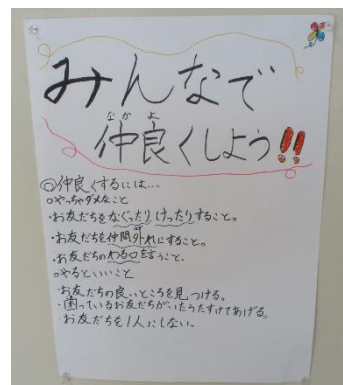 みんなで
仲良くしよう!!
◎仲良くするには…
○やっちゃダメなこと
・お友だちをなぐったりけったりすること。
・お友だちを仲間外れにすること。
・お友だちのわる口を言うこと。
○やるといいこと
・お友だちの良いところを見つける。
・困っているお友だちがいたらたすけてあげる。
・お友だちを1人にしない。